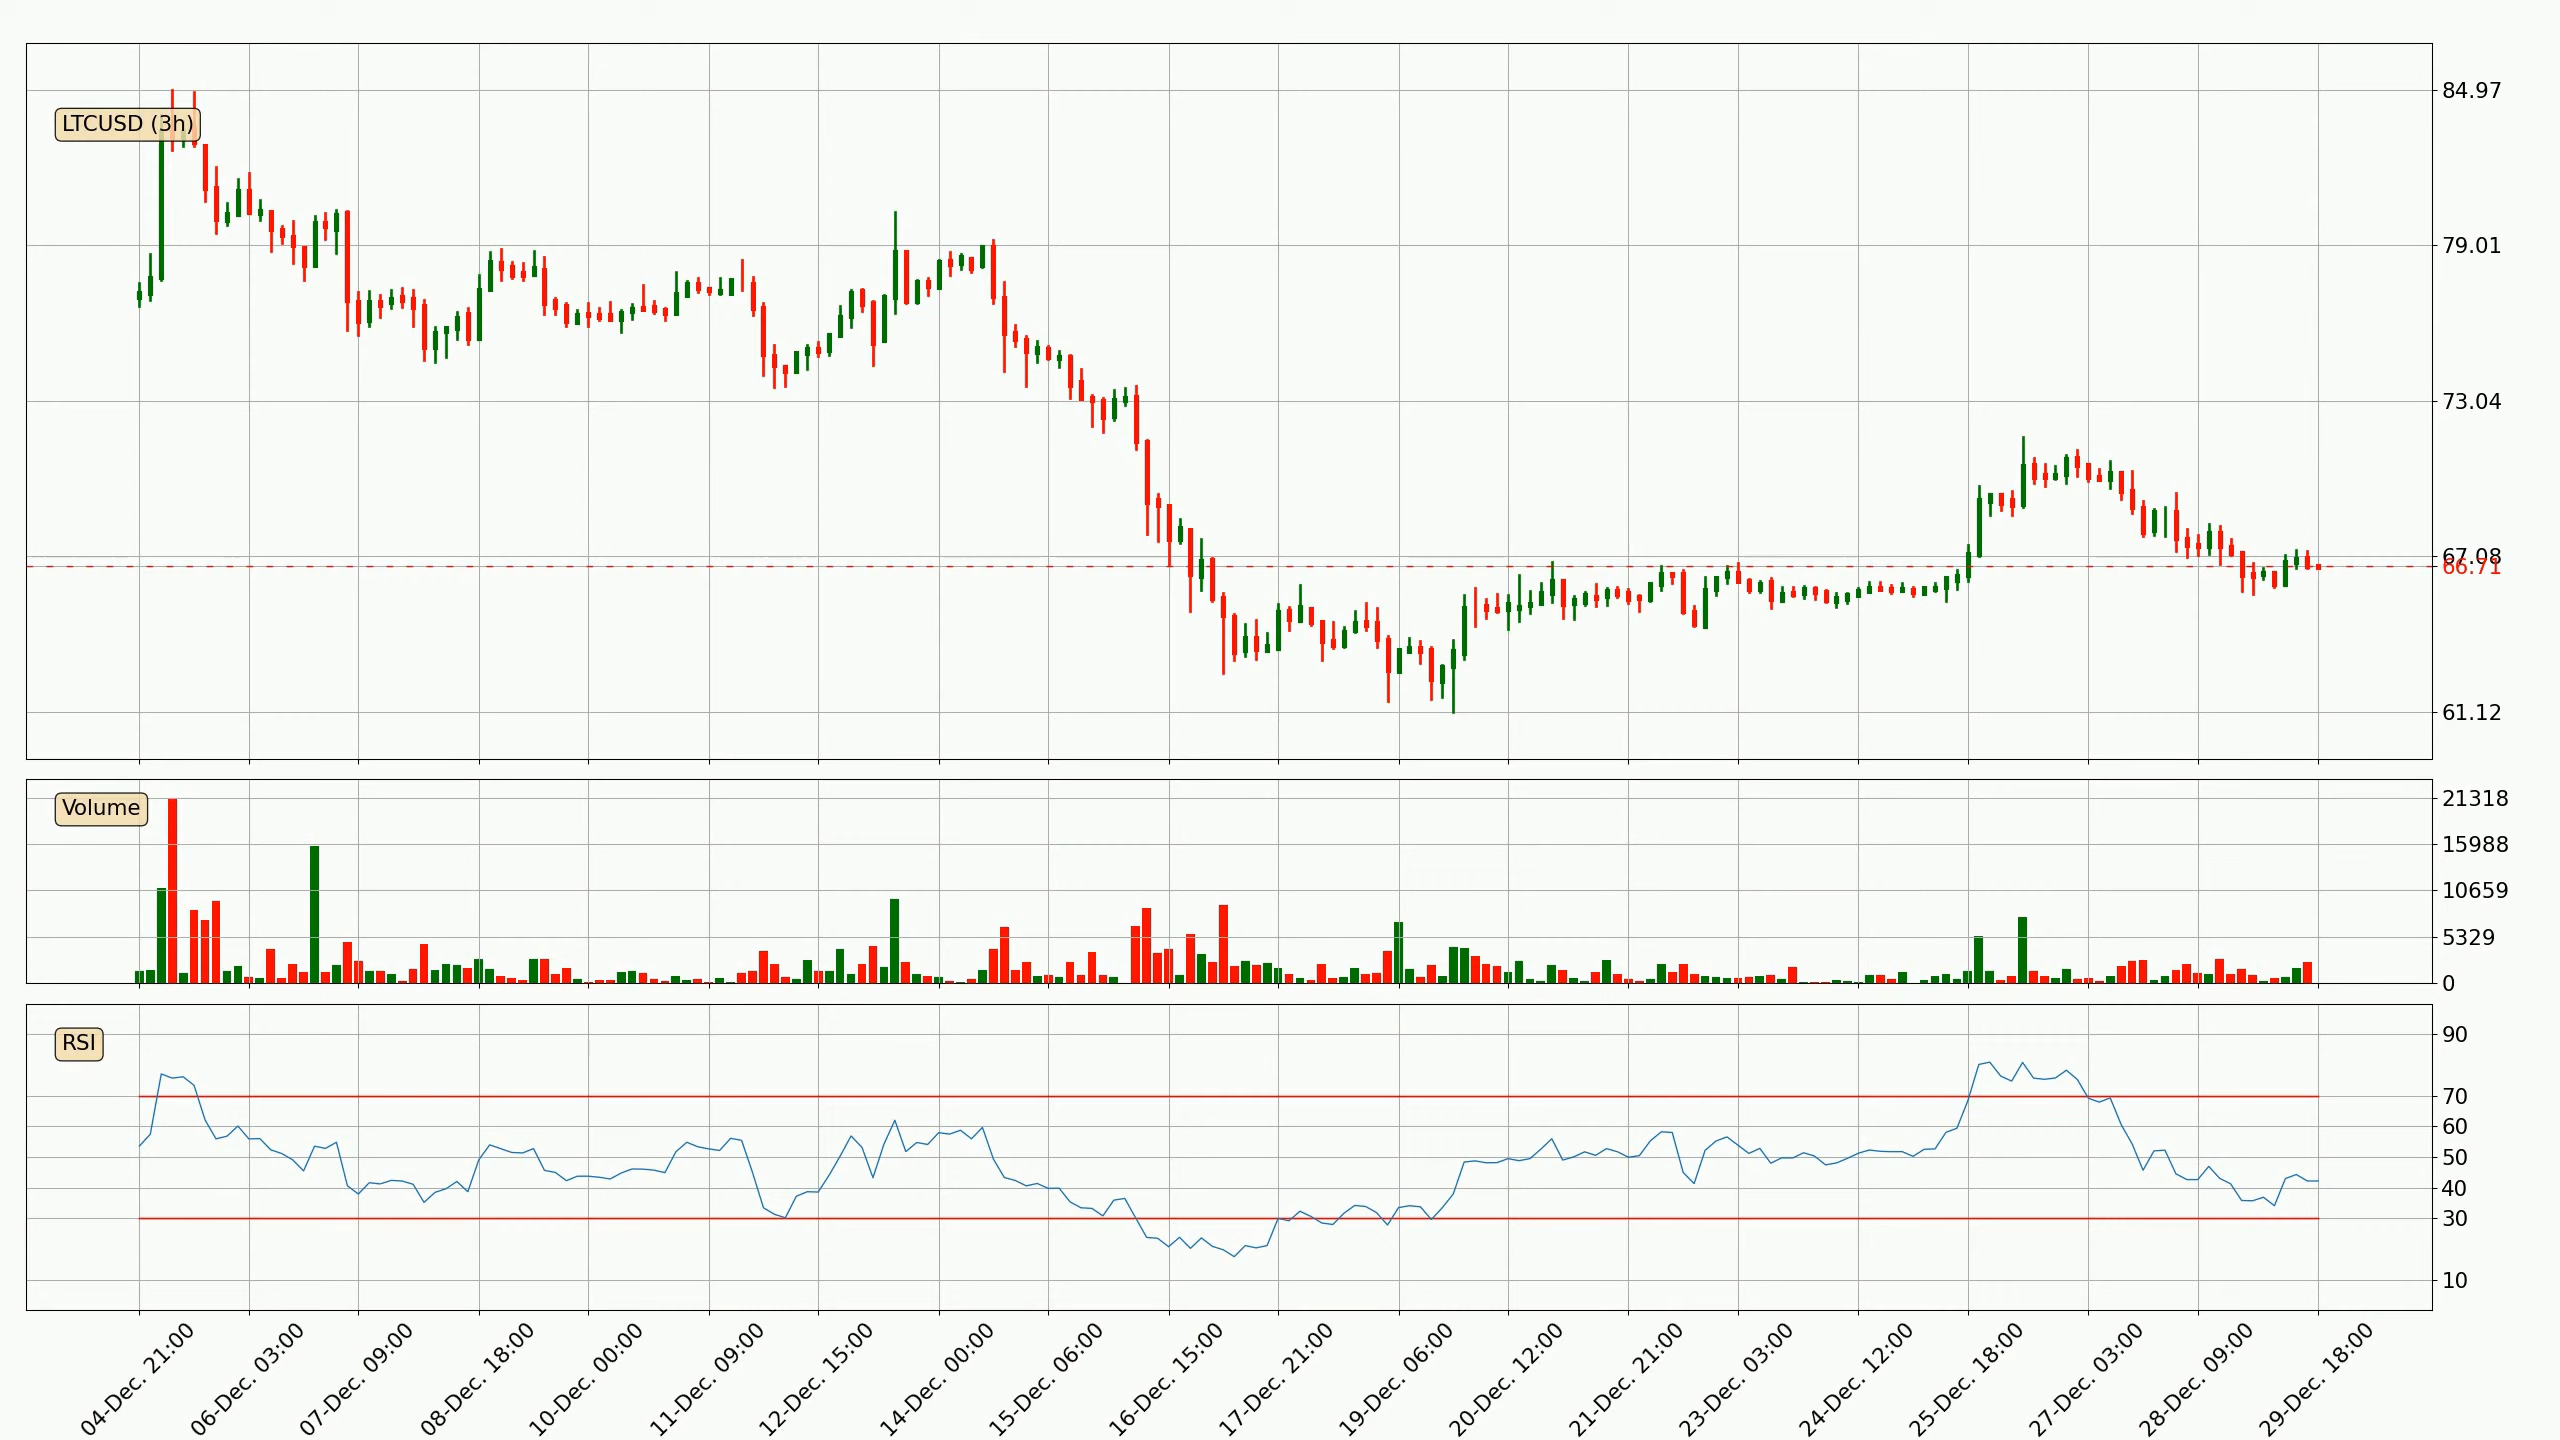 LTCUSD (3h)
84.97
79.01
73.04
67.08
66.71
61.12
Volume
21318
15988
10659
5329
0
RSI
90
70
60
50
40
30
10
04-Dec. 21:00
06-Dec. 03:00
07-Dec. 09:00
08-Dec. 18:00
10-Dec. 00:00
11-Dec. 09:00
12-Dec. 15:00
14-Dec. 00:00
15-Dec. 06:00
16-Dec. 15:00
17-Dec. 21:00
19-Dec. 06:00
20-Dec. 12:00
21-Dec. 21:00
23-Dec. 03:00
24-Dec. 12:00
25-Dec. 18:00
27-Dec. 03:00
28-Dec. 09:00
29-Dec. 18:00